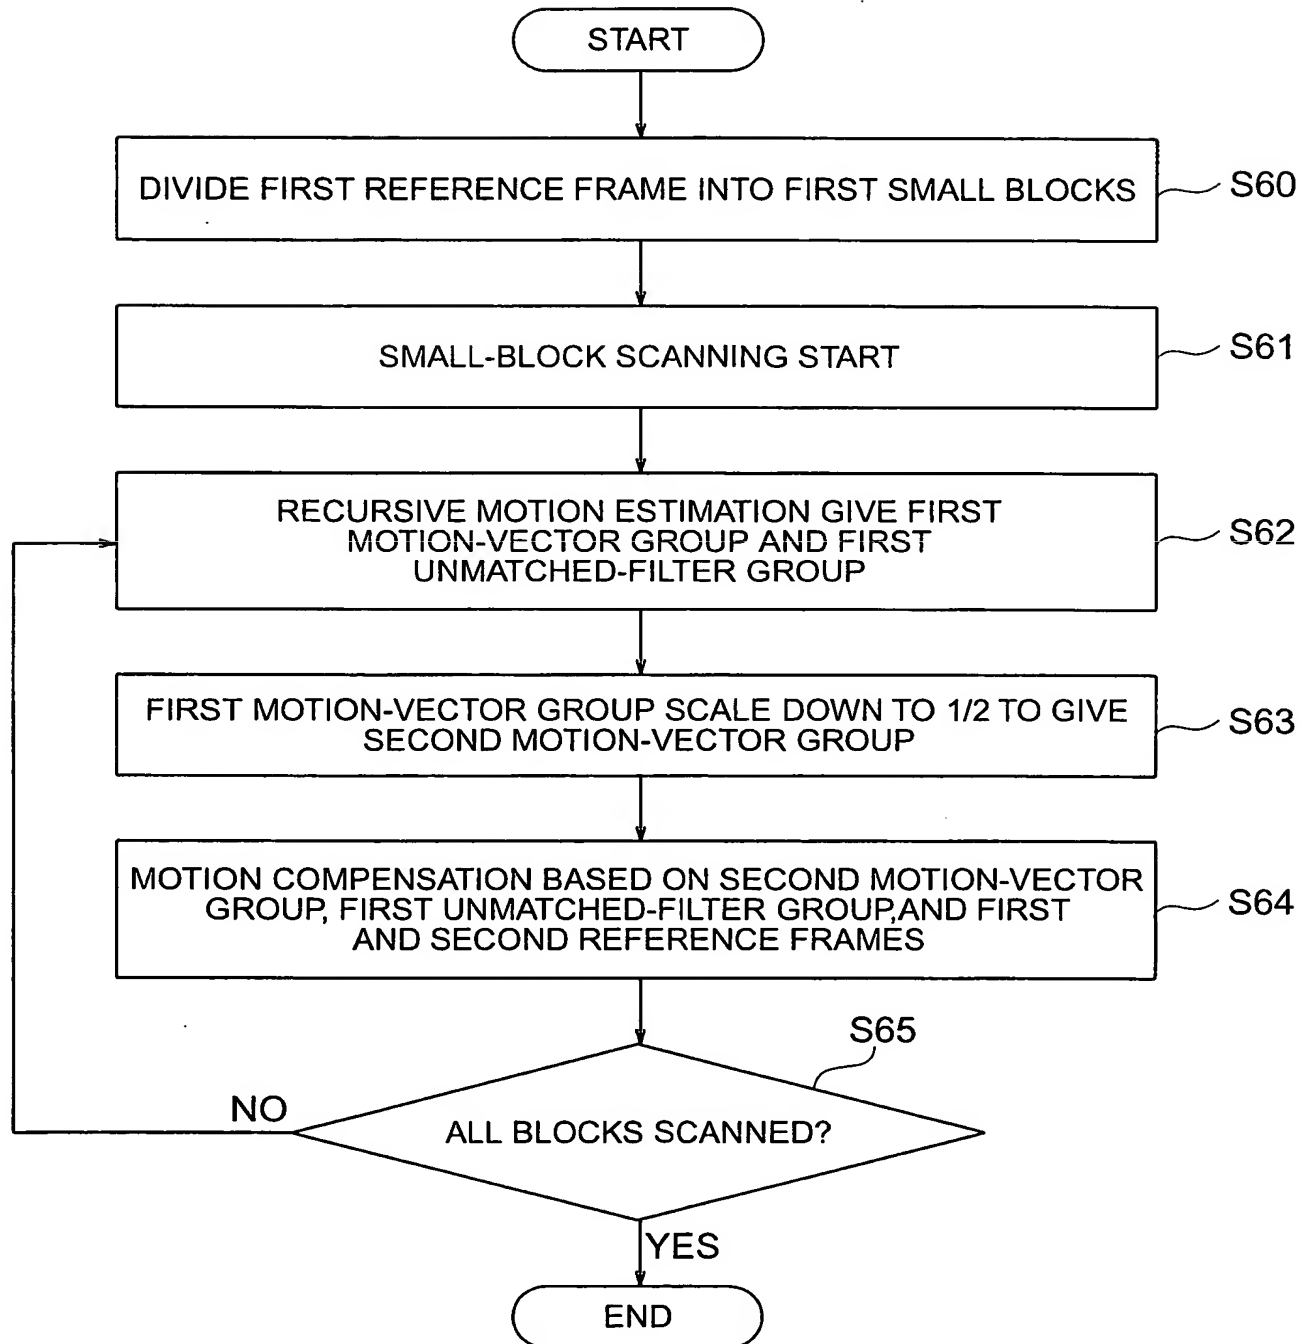 START
DIVIDE FIRST REFERENCE FRAME INTO FIRST SMALL BLOCKS
S60
SMALL-BLOCK SCANNING START
S61
RECURSIVE MOTION ESTIMATION GIVE FIRST
MOTION-VECTOR GROUP AND FIRST
UNMATCHED-FILTER GROUP
S62
FIRST MOTION-VECTOR GROUP SCALE DOWN TO 1/2 TO GIVE
SECOND MOTION-VECTOR GROUP
S63
MOTION COMPENSATION BASED ON SECOND MOTION-VECTOR
GROUP, FIRST UNMATCHED-FILTER GROUP,AND FIRST
AND SECOND REFERENCE FRAMES
S64
S65
NO
ALL BLOCKS SCANNED?
YES
END